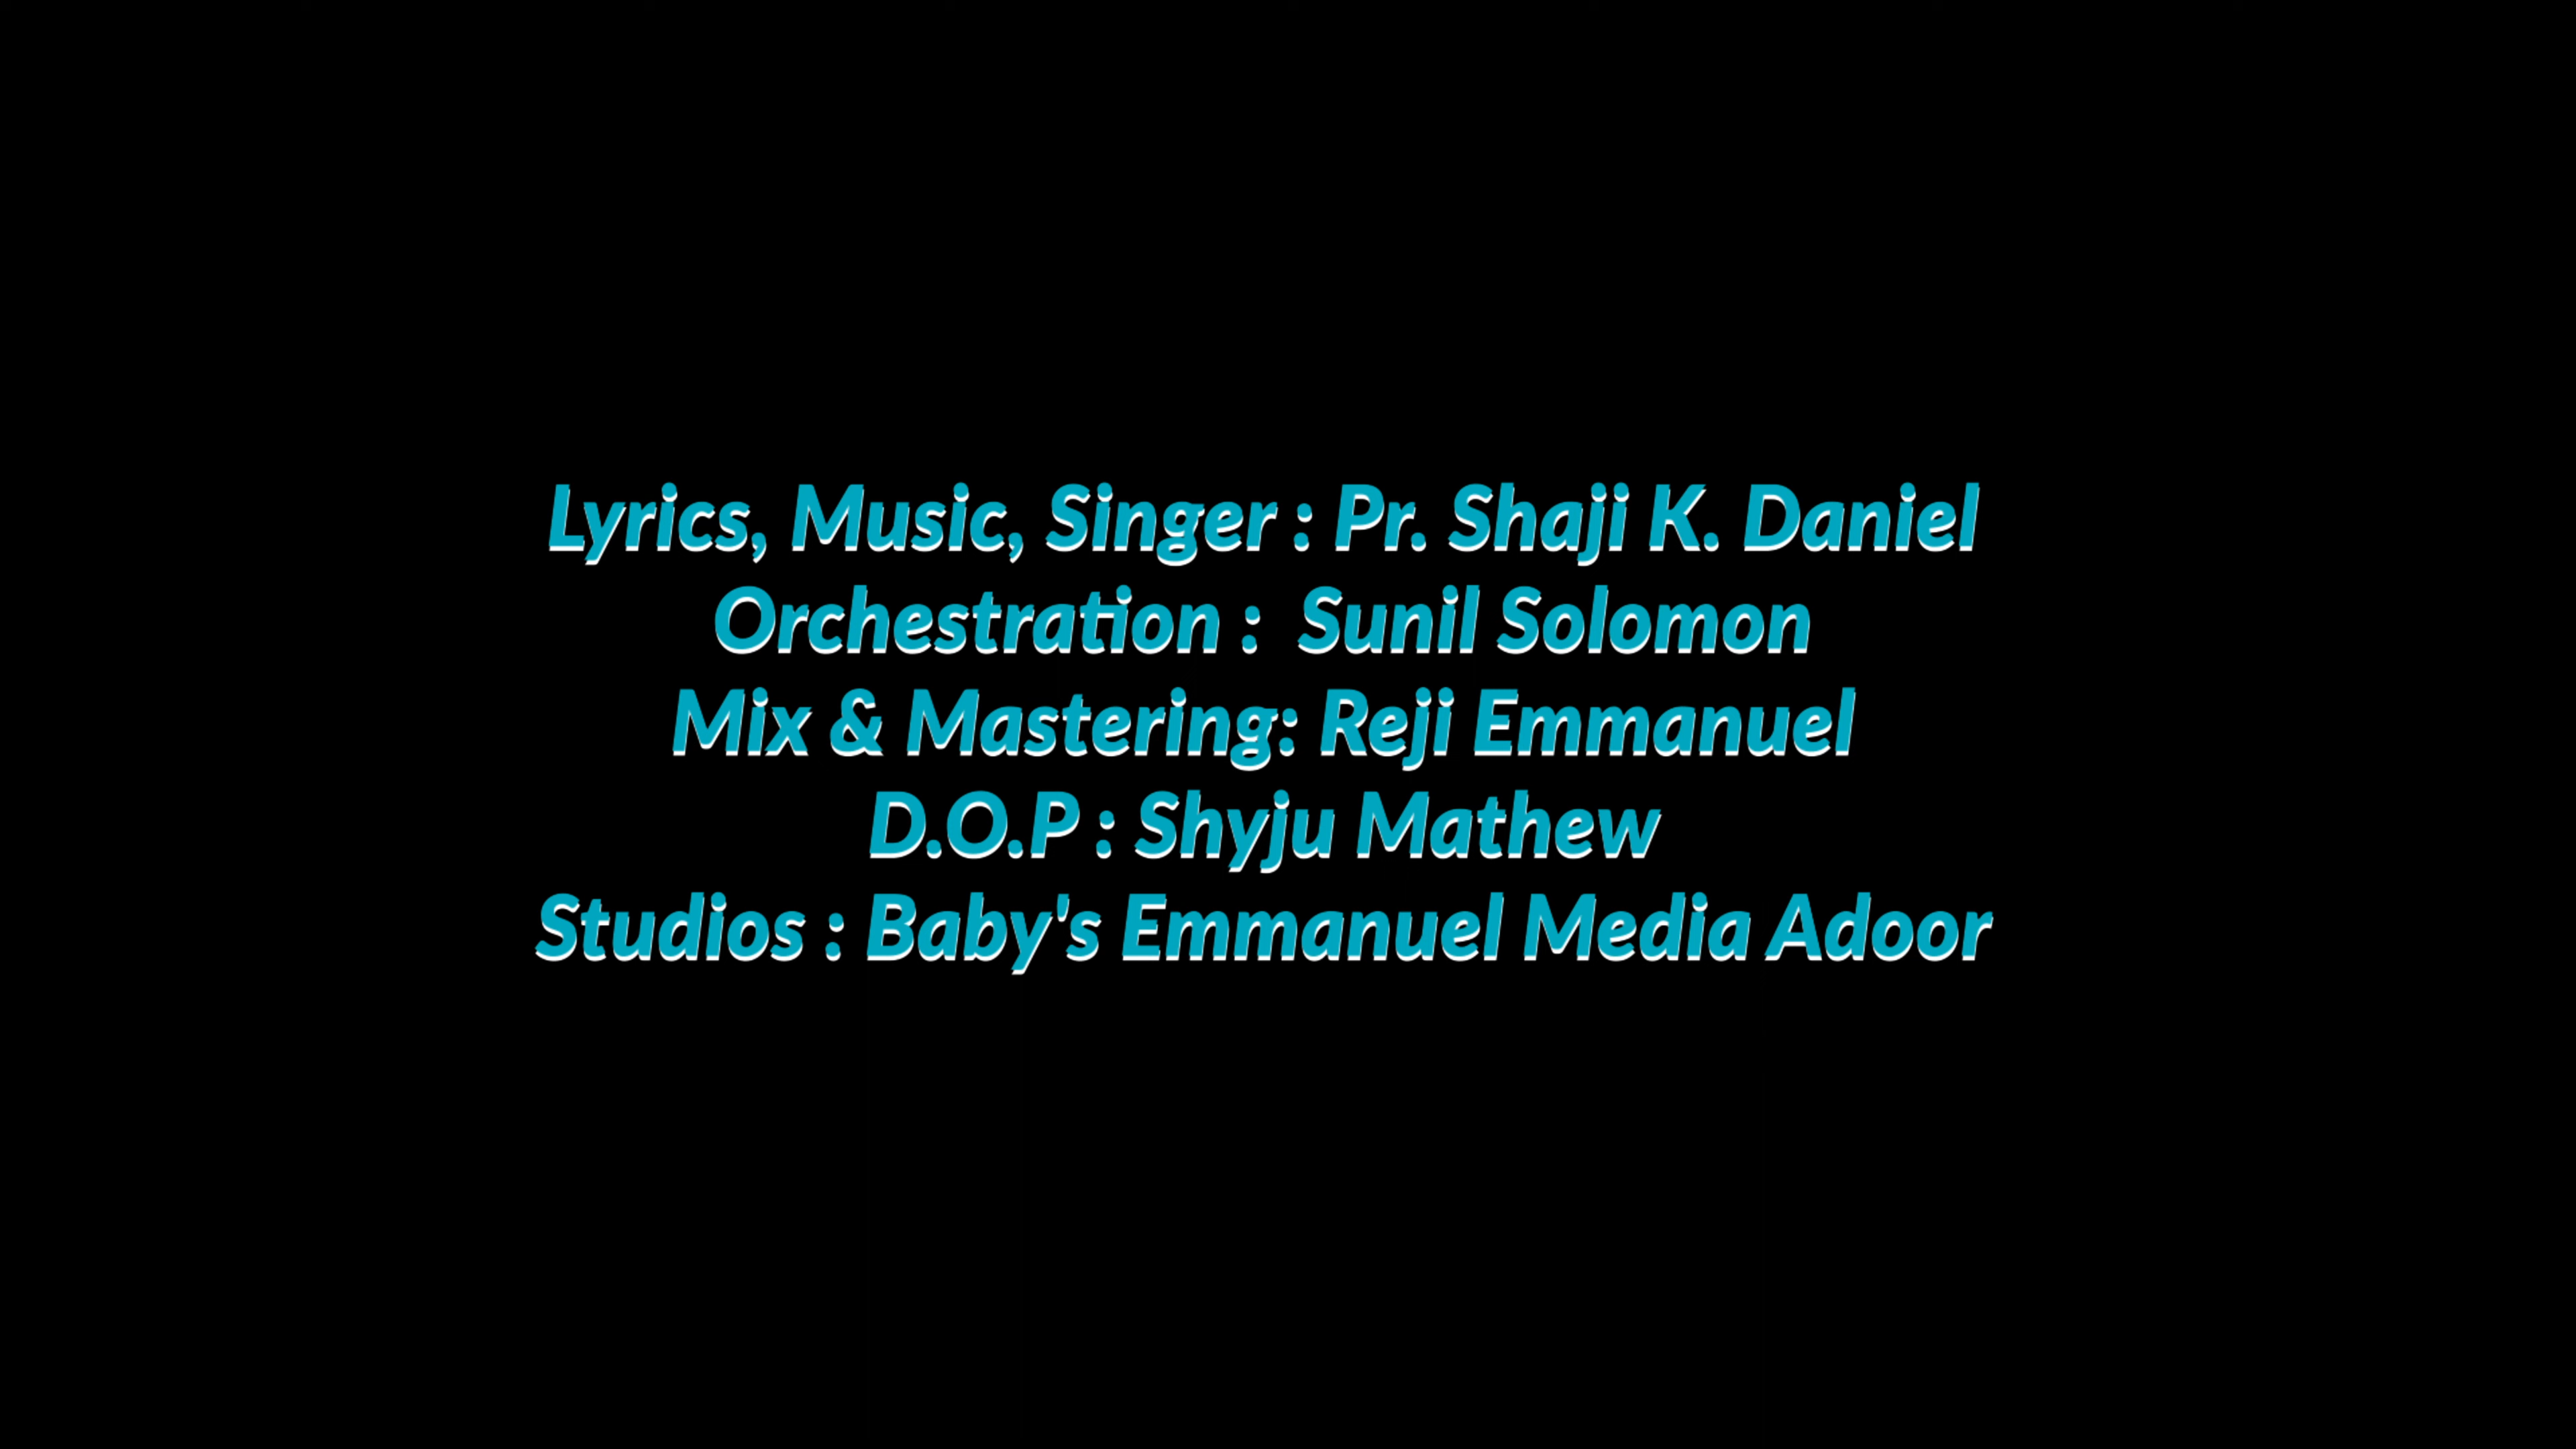 Lyrics, Music, Singer : Pr. Shaji K. Daniel
Orchestration :  Sunil Solomon
Mix & Mastering: Reji Emmanuel
D.O.P : Shyju Mathew
Studios : Baby's Emmanuel Media Adoor